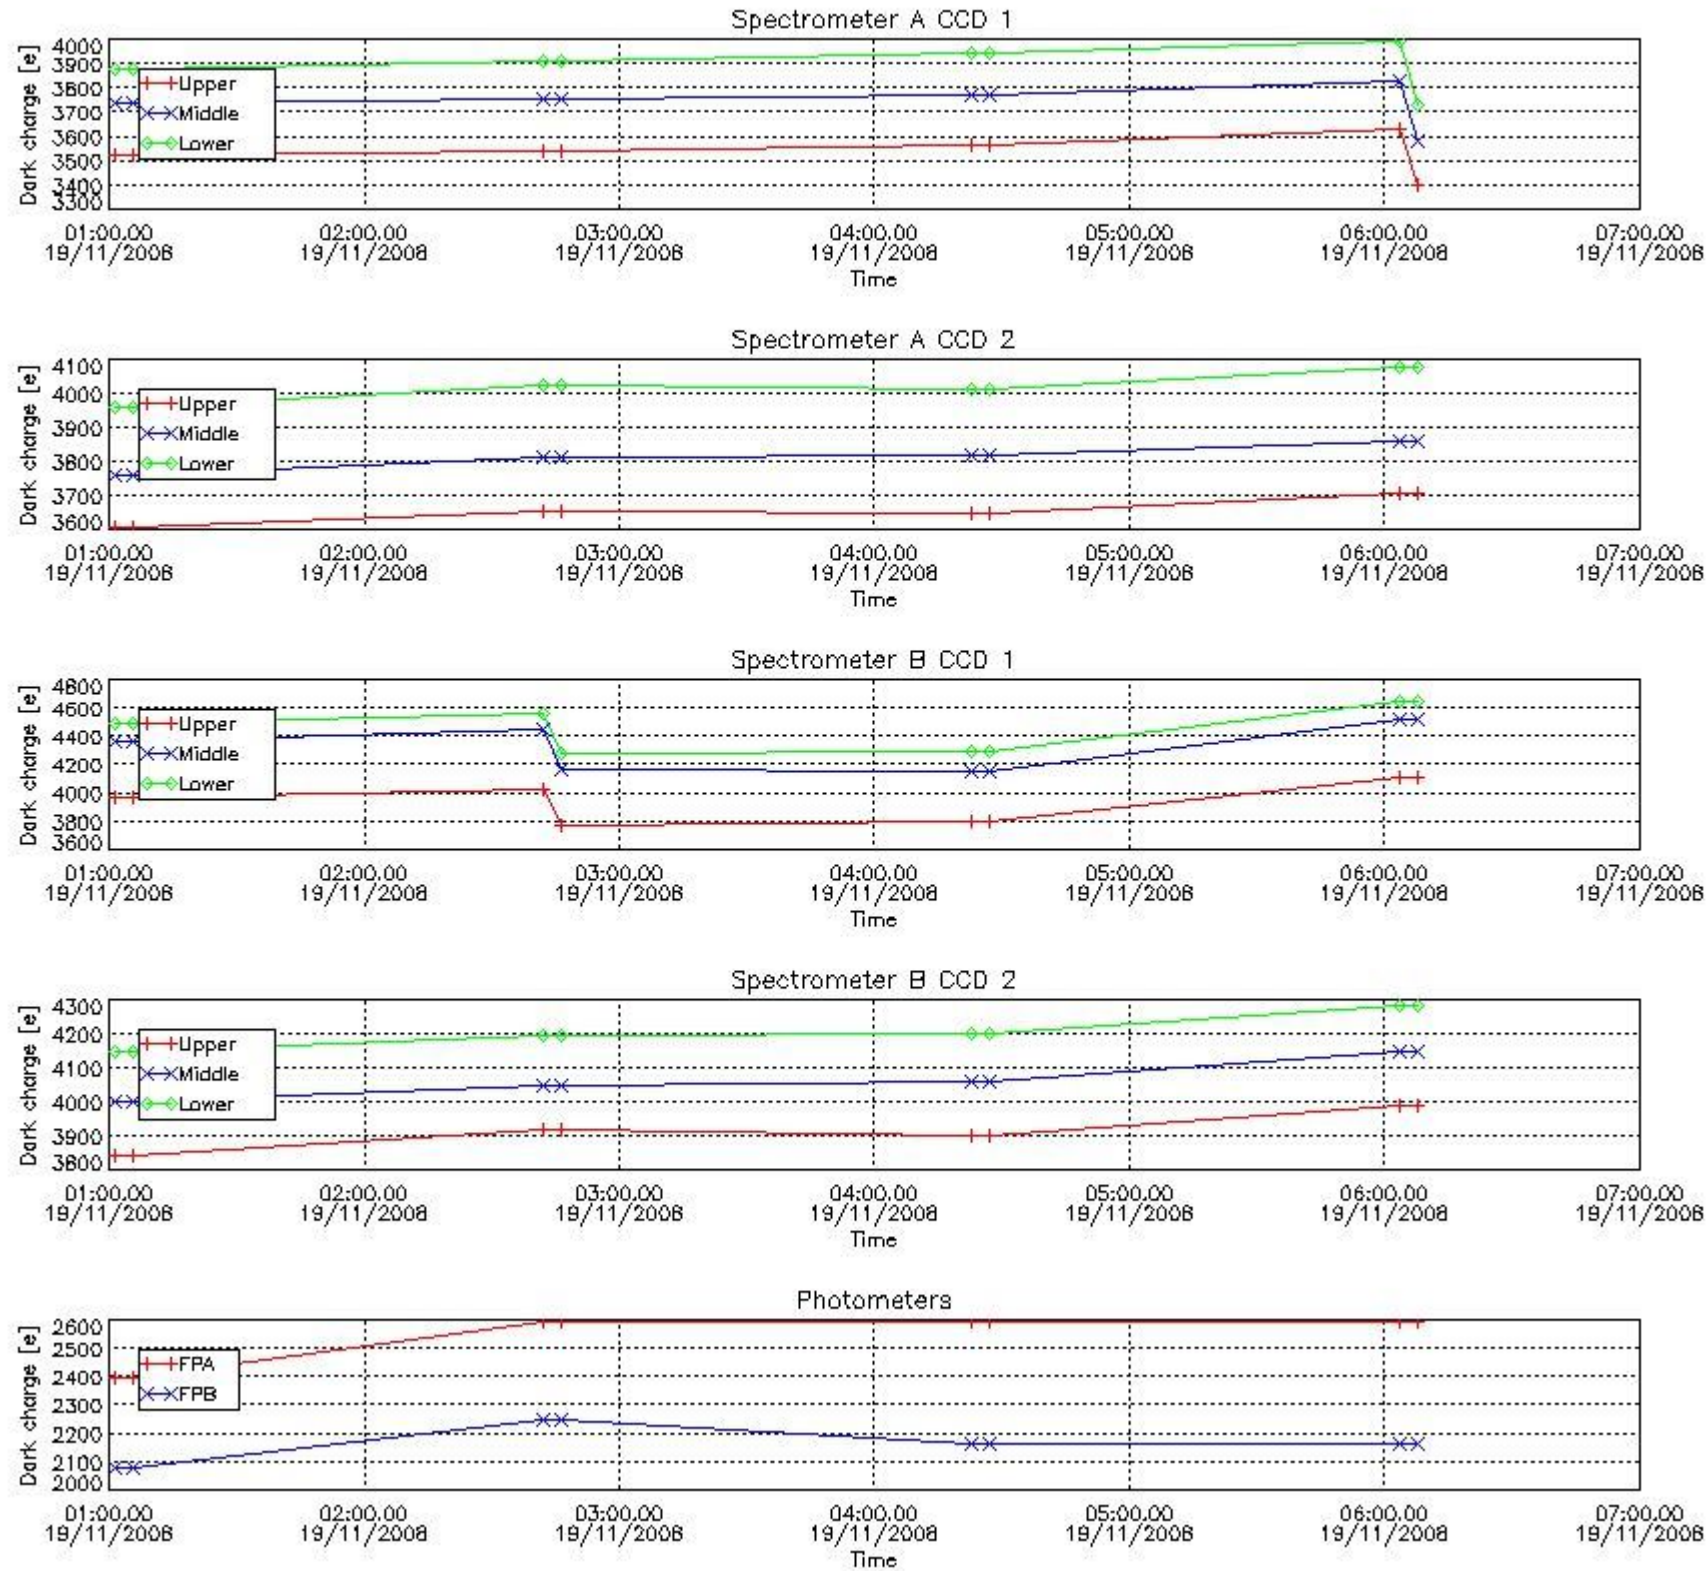 Spectrometer A CCD 1
Dark charge [e]
4000
3900
3800
3700
3600
3500
3400
3300
Upper
Middle
Lower
01:00.00 02:00.00 03:00.00 04:00.00 05:00.00 06:00.00 07:00.00
19/11/2008 19/11/2008 19/11/2008 19/11/2008 19/11/2008 19/11/2008 19/11/2008
Time
Spectrometer A CCD 2
Dark charge [e]
4100
4000
3900
3800
3700
3600
Upper
Middle
Lower
01:00.00 02:00.00 03:00.00 04:00.00 05:00.00 06:00.00 07:00.00
19/11/2008 19/11/2008 19/11/2008 19/11/2008 19/11/2008 19/11/2008 19/11/2008
Time
Spectrometer B CCD 1
Dark charge [e]
4800
4600
4400
4200
4000
3800
3600
Upper
Middle
Lower
01:00.00 02:00.00 03:00.00 04:00.00 05:00.00 06:00.00 07:00.00
19/11/2008 19/11/2008 19/11/2008 19/11/2008 19/11/2008 19/11/2008 19/11/2008
Time
Spectrometer B CCD 2
Dark charge [e]
4300
4200
4100
4000
3900
3800
Upper
Middle
Lower
01:00.00 02:00.00 03:00.00 04:00.00 05:00.00 06:00.00 07:00.00
19/11/2008 19/11/2008 19/11/2008 19/11/2008 19/11/2008 19/11/2008 19/11/2008
Time
Photometers
Dark charge [e]
2600
2500
2400
2300
2200
2100
2000
FPA
FPB
01:00.00 02:00.00 03:00.00 04:00.00 05:00.00 06:00.00 07:00.00
19/11/2008 19/11/2008 19/11/2008 19/11/2008 19/11/2008 19/11/2008 19/11/2008
Time